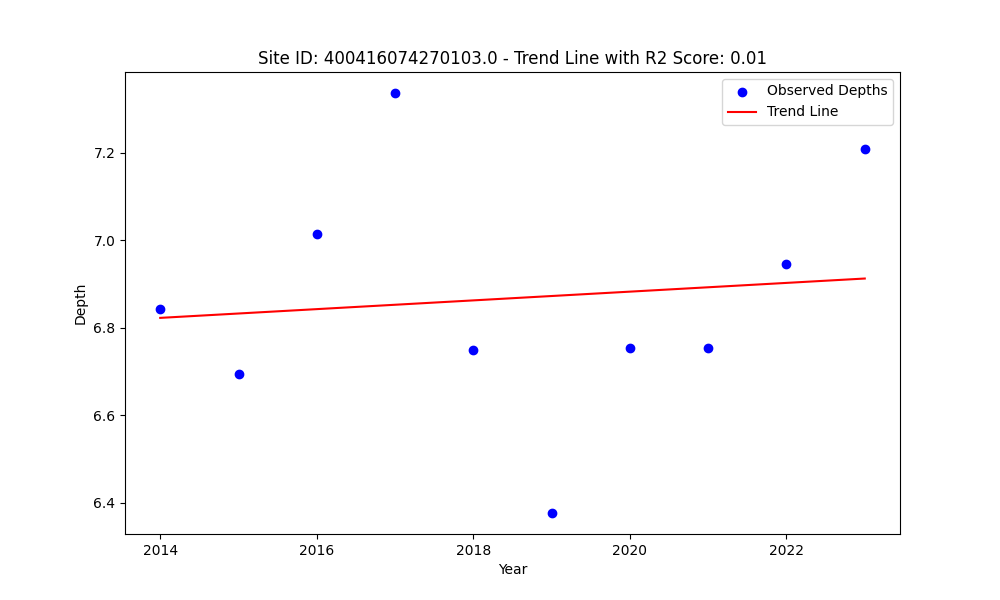 Site ID: 400416074270103.0 - Trend Line with R2 Score: 0.01
Observed Depths
Trend Line
7.2
7.0
6.8
6.6
6.4
Depth
2014
2016
2018
2020
2022
Year